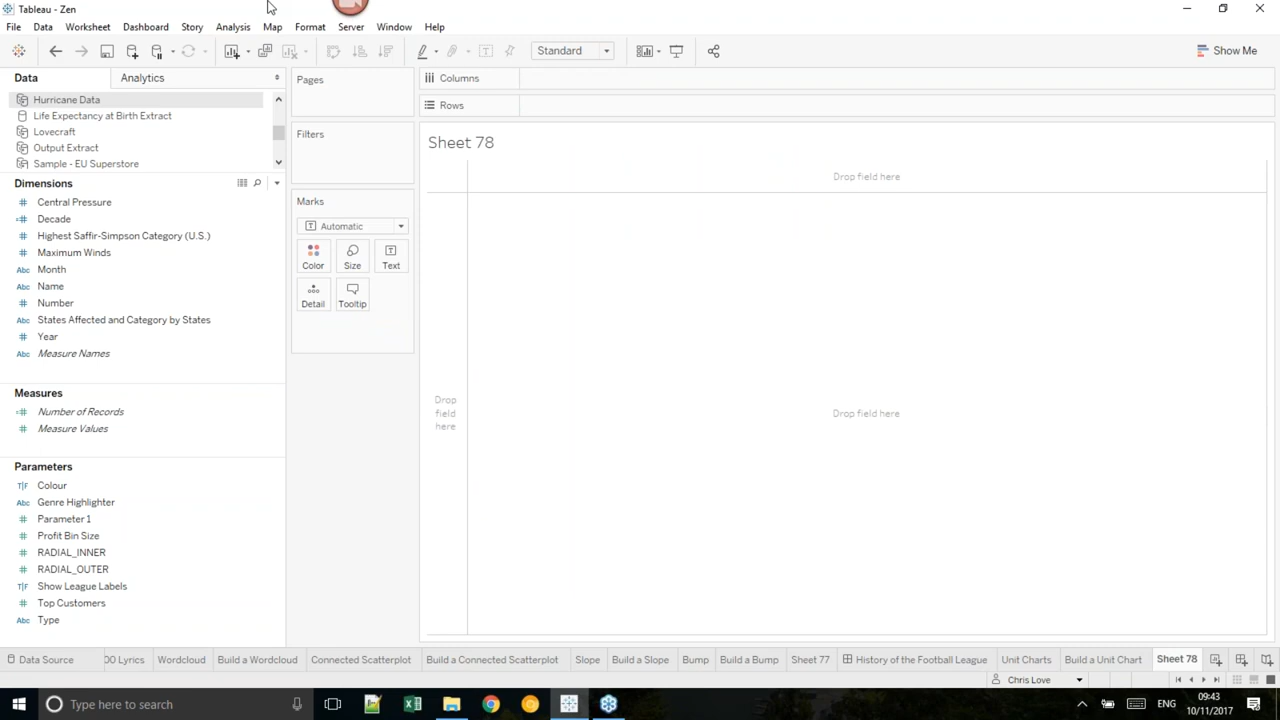 Tableau - Zen
File Data Worksheet Dashboard Story Analysis Map Format Server Window Help
Standard
Show Me
Data Analytics
Hurricane Data
Life Expectancy at Birth Extract
Lovecraft
Output Extract
Sample - EU Superstore
Dimensions
# Central Pressure
# Decade
# Highest Saffir-Simpson Category (U.S.)
# Maximum Winds
Abc Month
Abc Name
# Number
Abc States Affected and Category by States
# Year
Abc Measure Names
Measures
# Number of Records
# Measure Values
Parameters
T|F Colour
Abc Genre Highlighter
# Parameter 1
# Profit Bin Size
# RADIAL_INNER
# RADIAL_OUTER
T|F Show League Labels
# Top Customers
Abc Type
Pages
Filters
Marks
T Automatic
Color Size T Text
Detail Tooltip
Columns
Rows
Sheet 78
Drop field here
Drop
field
here
Drop field here
Data Source 00 Lyrics Wordcloud Build a Wordcloud Connected Scatterplot Build a Connected Scatterplot Slope Build a Slope Bump Build a Bump Sheet 77 History of the Football League Unit Charts Build a Unit Chart Sheet 78
Chris Love
Type here to search
ENG
09:43
10/11/2017